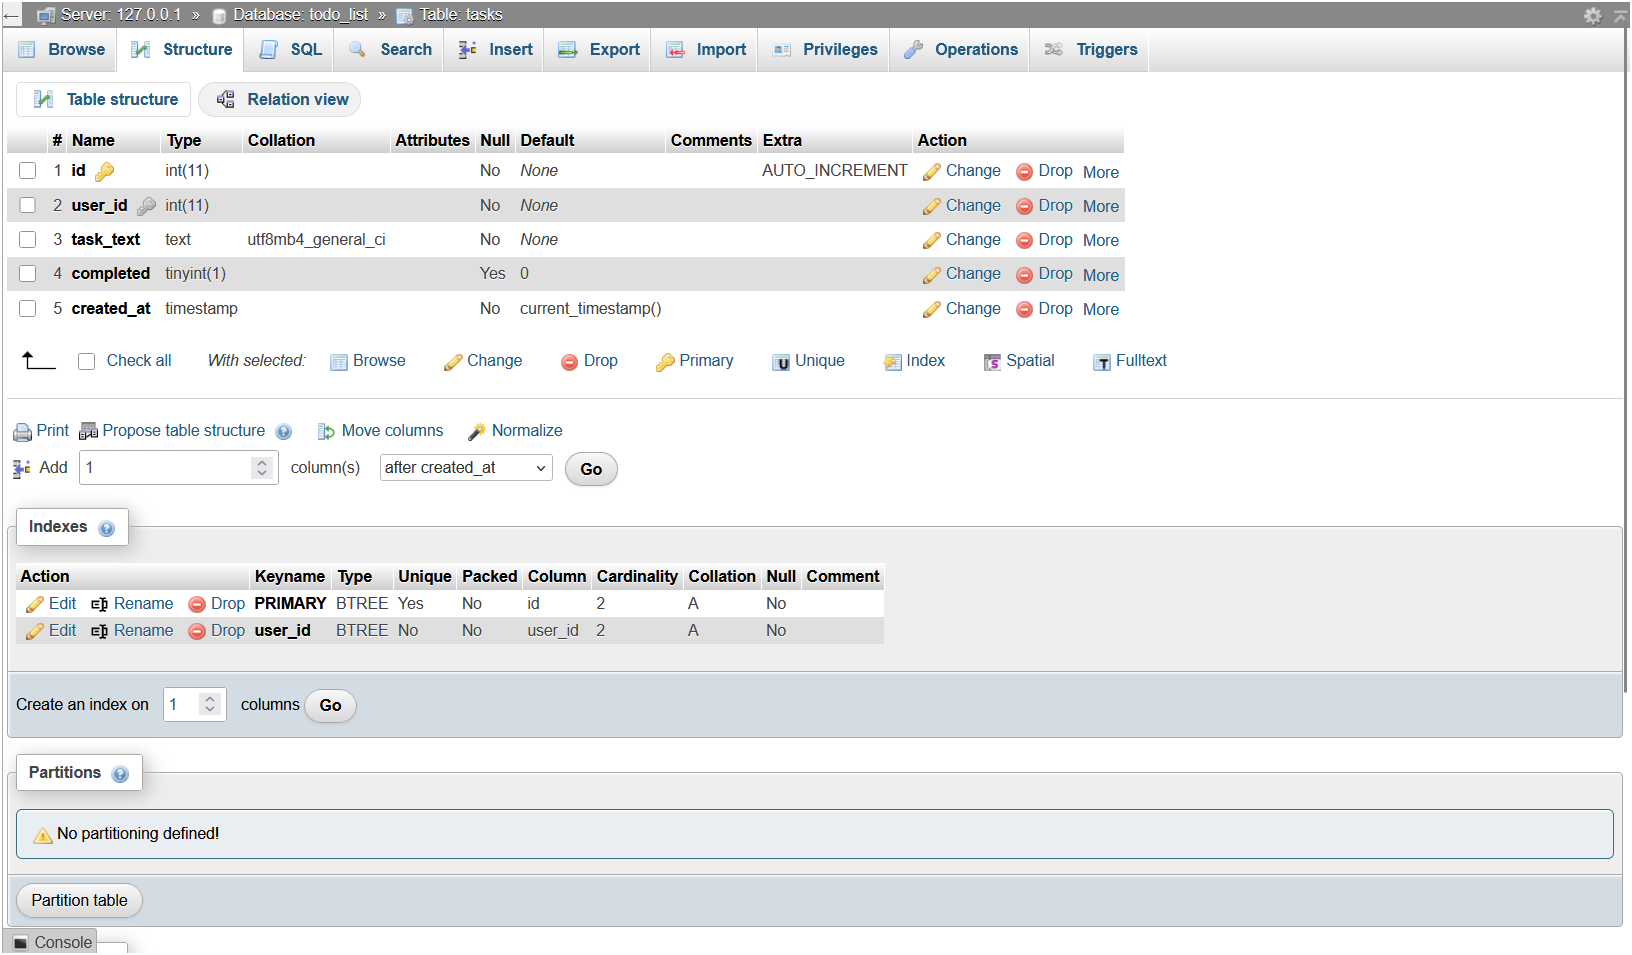 Server: 127.0.0.1 » Database: todo_list » Table: tasks
Browse Structure SQL Search Insert Export Import Privileges Operations Triggers
Table structure Relation view
# Name Type Collation Attributes Null Default Comments Extra Action
1 id int(11) No None AUTO_INCREMENT Change Drop More
2 user_id int(11) No None Change Drop More
3 task_text text utf8mb4_general_ci No None Change Drop More
4 completed tinyint(1) Yes 0 Change Drop More
5 created_at timestamp No current_timestamp() Change Drop More
Check all With selected: Browse Change Drop Primary Unique Index Spatial Fulltext
Print Propose table structure Move columns Normalize
Add 1 column(s) after created_at Go
Indexes
Action Keyname Type Unique Packed Column Cardinality Collation Null Comment
Edit Rename Drop PRIMARY BTREE Yes No id 2 A No
Edit Rename Drop user_id BTREE No No user_id 2 A No
Create an index on 1 columns Go
Partitions
No partitioning defined!
Partition table
Console